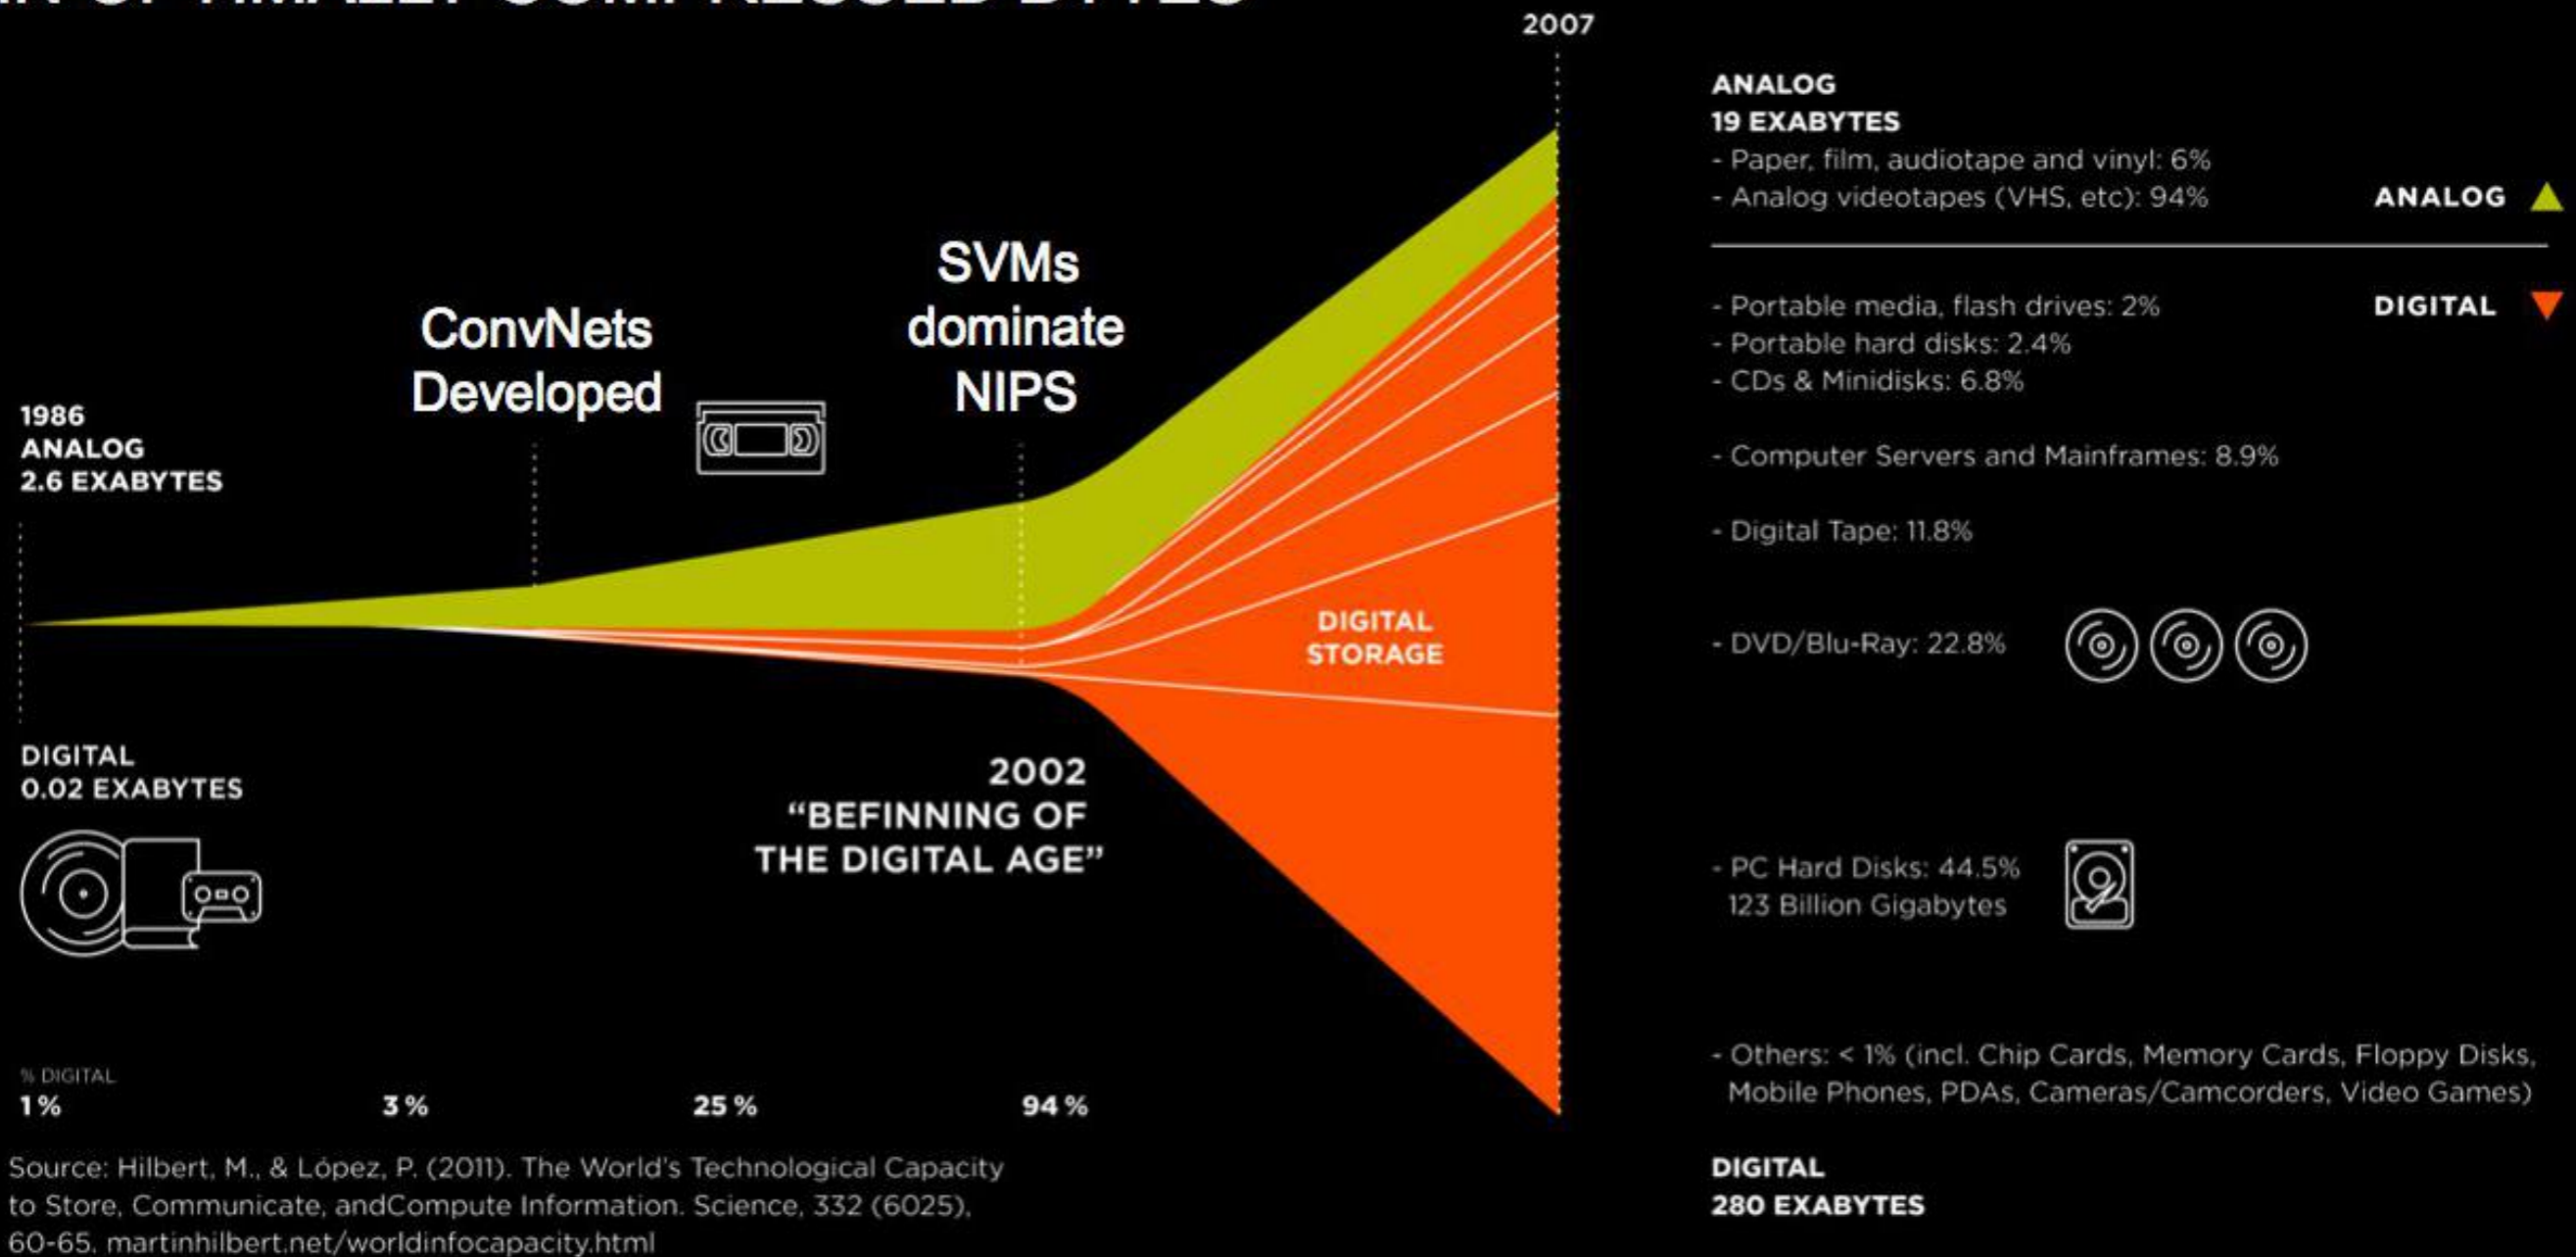 2007
ANALOG
19 EXABYTES
- Paper, film, audiotape and vinyl: 6%
- Analog videotapes (VHS, etc): 94%
ANALOG
- Portable media, flash drives: 2%
DIGITAL
- Portable hard disks: 2.4%
- CDs & Minidisks: 6.8%
- Computer Servers and Mainframes: 8.9%
- Digital Tape: 11.8%
- DVD/Blu-Ray: 22.8%
- PC Hard Disks: 44.5%
123 Billion Gigabytes
- Others: < 1% (incl. Chip Cards, Memory Cards, Floppy Disks,
Mobile Phones, PDAs, Cameras/Camcorders, Video Games)
DIGITAL
280 EXABYTES
SVMs
dominate
NIPS
ConvNets
Developed
1986
ANALOG
2.6 EXABYTES
DIGITAL
STORAGE
DIGITAL
0.02 EXABYTES
2002
“BEFINNING OF
THE DIGITAL AGE”
% DIGITAL
1% 3% 25% 94%
Source: Hilbert, M., & López, P. (2011). The World's Technological Capacity
to Store, Communicate, andCompute Information. Science, 332 (6025),
60-65. martinhilbert.net/worldinfocapacity.html